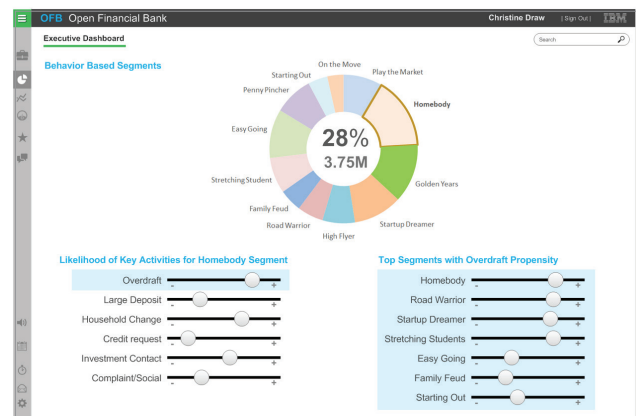 OFB Open Financial Bank
Christine Draw | Sign Out | IBM
Executive Dashboard
Search
Behavior Based Segments
On the Move
Starting Out
Play the Market
Penny Pincher
Homebody
Easy Going
28%
3.75M
Stretching Student
Golden Years
Family Feud
Road Warrior
Startup Dreamer
High Flyer
Likelihood of Key Activities for Homebody Segment
Overdraft - +
Large Deposit - +
Household Change - +
Credit request - +
Investment Contact - +
Complaint/Social - +
Top Segments with Overdraft Propensity
Homebody - +
Road Warrior - +
Startup Dreamer - +
Stretching Students - +
Easy Going - +
Family Feud - +
Starting Out - +